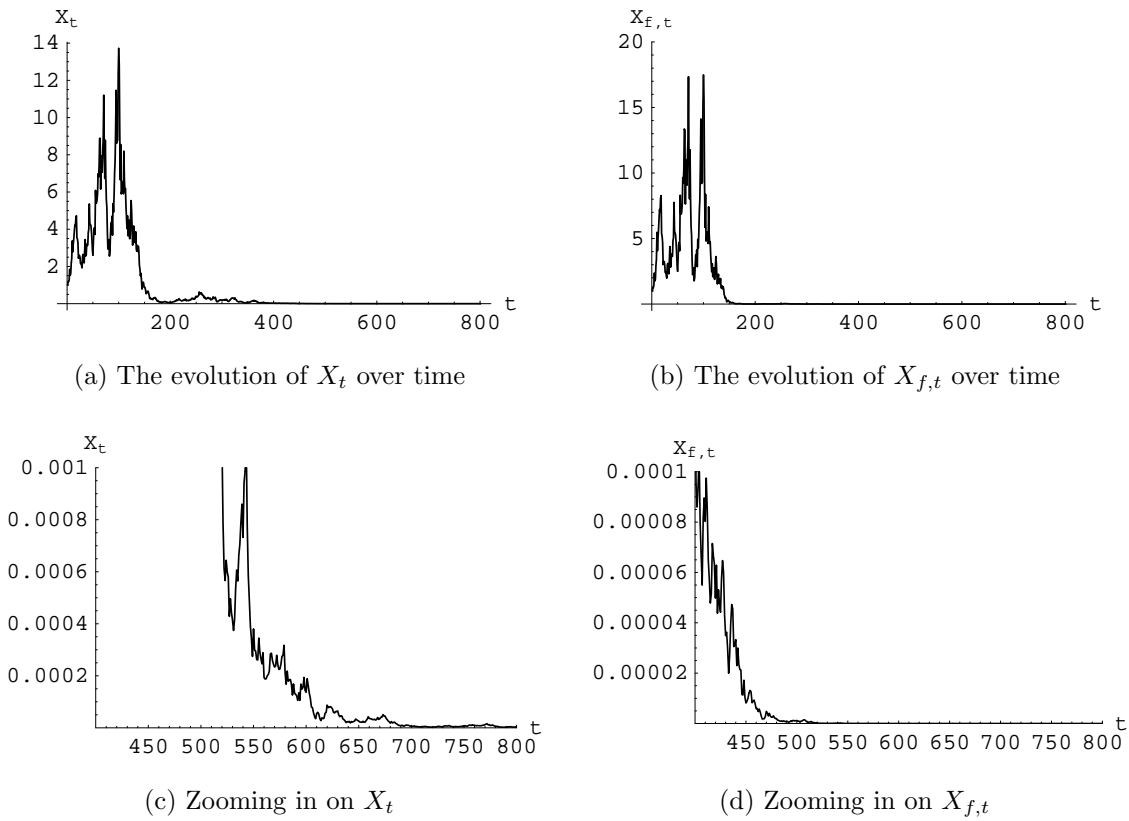 X_t
14
12
10
8
6
4
2
200 400 600 800 t
(a) The evolution of X_t over time
X_{f,t}
20
15
10
5
200 400 600 800 t
(b) The evolution of X_{f,t} over time
X_t
0.001
0.0008
0.0006
0.0004
0.0002
450 500 550 600 650 700 750 800 t
(c) Zooming in on X_t
X_{f,t}
0.0001
0.00008
0.00006
0.00004
0.00002
450 500 550 600 650 700 750 800 t
(d) Zooming in on X_{f,t}